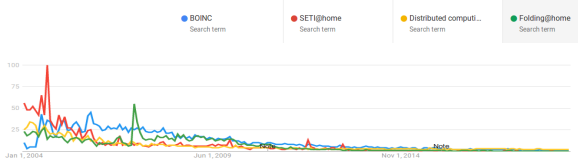 BOINC
Search term
SETI@home
Search term
Distributed computi...
Search term
Folding@home
Search term
100
75
50
25
Note
Note
Jan 1, 2004
Jun 1, 2009
Nov 1, 2014